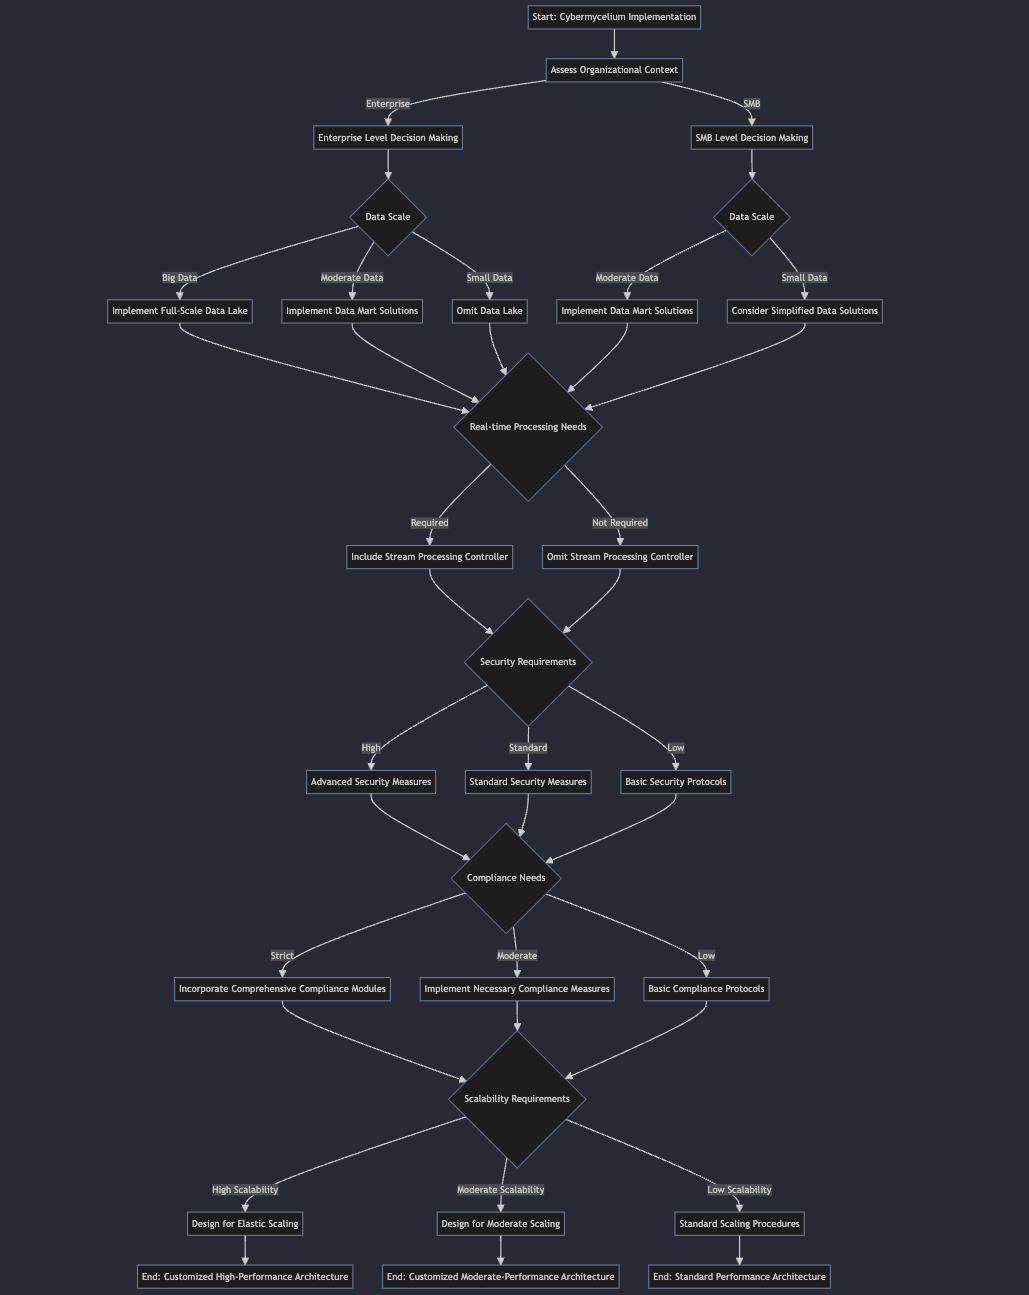 Start: Cybermycelium Implementation
Assess Organizational Context
Enterprise
SMB
Enterprise Level Decision Making
SMB Level Decision Making
Data Scale
Data Scale
Big Data
Moderate Data
Small Data
Moderate Data
Small Data
Implement Full-Scale Data Lake
Implement Data Mart Solutions
Omit Data Lake
Implement Data Mart Solutions
Consider Simplified Data Solutions
Real-time Processing Needs
Required
Not Required
Include Stream Processing Controller
Omit Stream Processing Controller
Security Requirements
High
Standard
Low
Advanced Security Measures
Standard Security Measures
Basic Security Protocols
Compliance Needs
Strict
Moderate
Low
Incorporate Comprehensive Compliance Modules
Implement Necessary Compliance Measures
Basic Compliance Protocols
Scalability Requirements
High Scalability
Moderate Scalability
Low Scalability
Design for Elastic Scaling
Design for Moderate Scaling
Standard Scaling Procedures
End: Customized High-Performance Architecture
End: Customized Moderate-Performance Architecture
End: Standard Performance Architecture